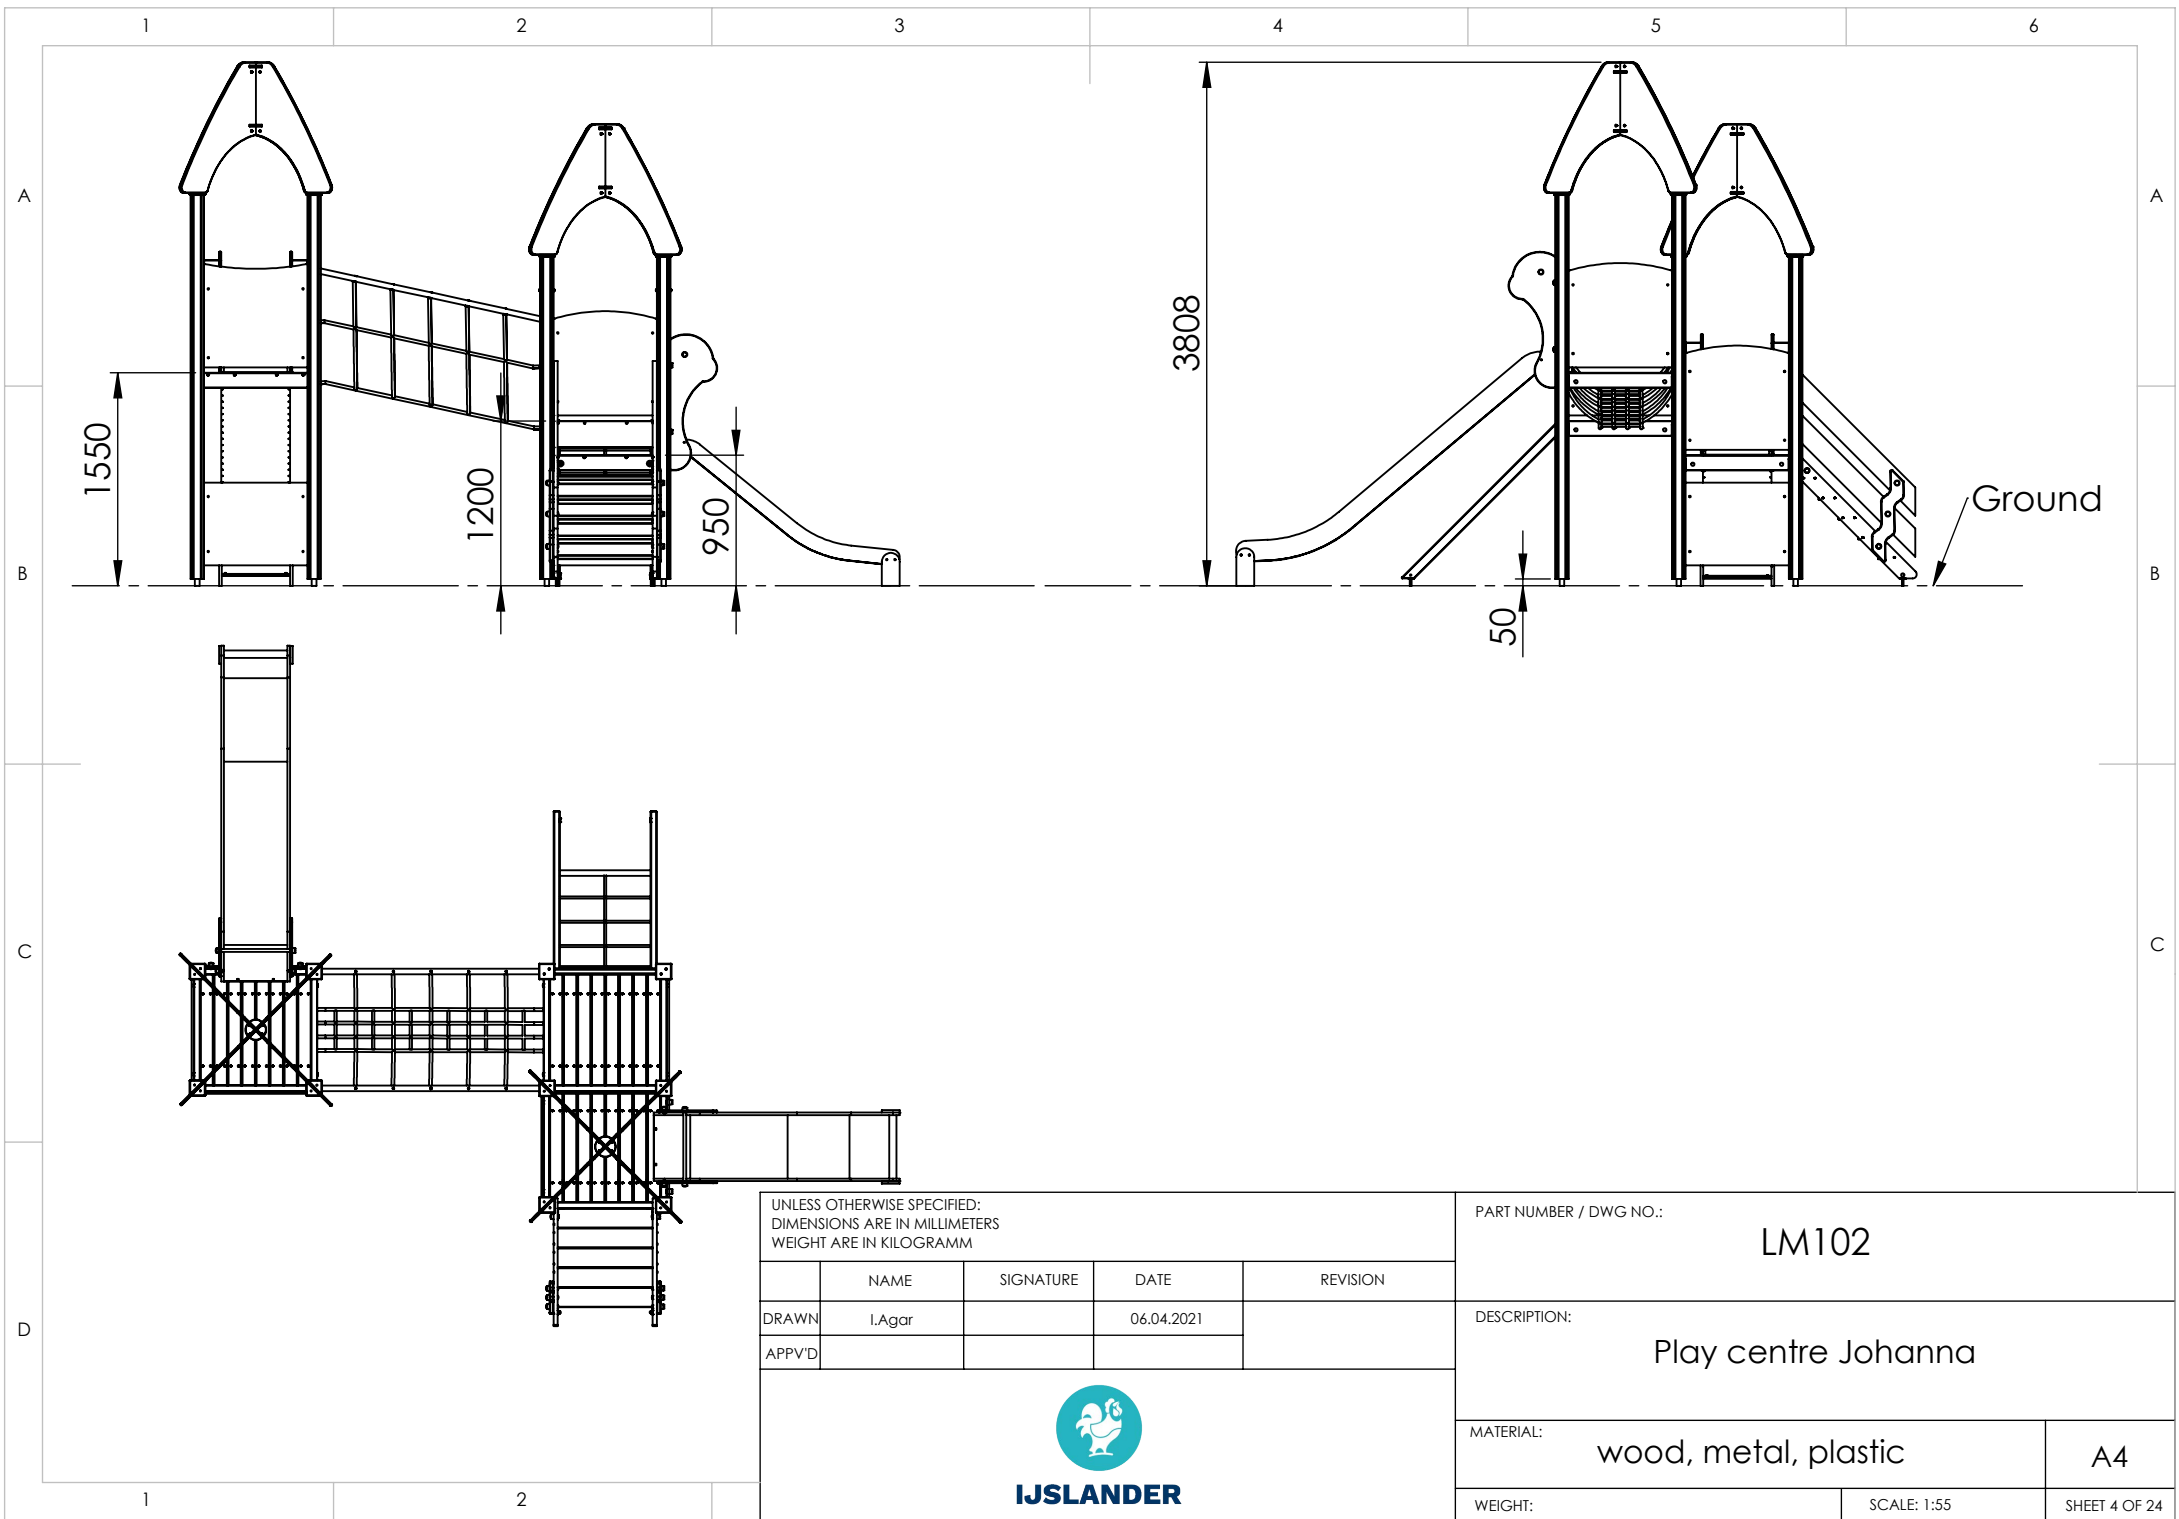 1 2 3 4 5 6
A A
3808
1550
1200
950
Ground
B B
50
C C
UNLESS OTHERWISE SPECIFIED:
DIMENSIONS ARE IN MILLIMETERS
WEIGHT ARE IN KILOGRAMM
PART NUMBER / DWG NO.:
LM102
NAME SIGNATURE DATE REVISION
DRAWN I.Agar 06.04.2021
APPV'D
DESCRIPTION:
Play centre Johanna
D
MATERIAL:
wood, metal, plastic
A4
IJSLANDER
WEIGHT:
SCALE: 1:55
SHEET 4 OF 24
1 2